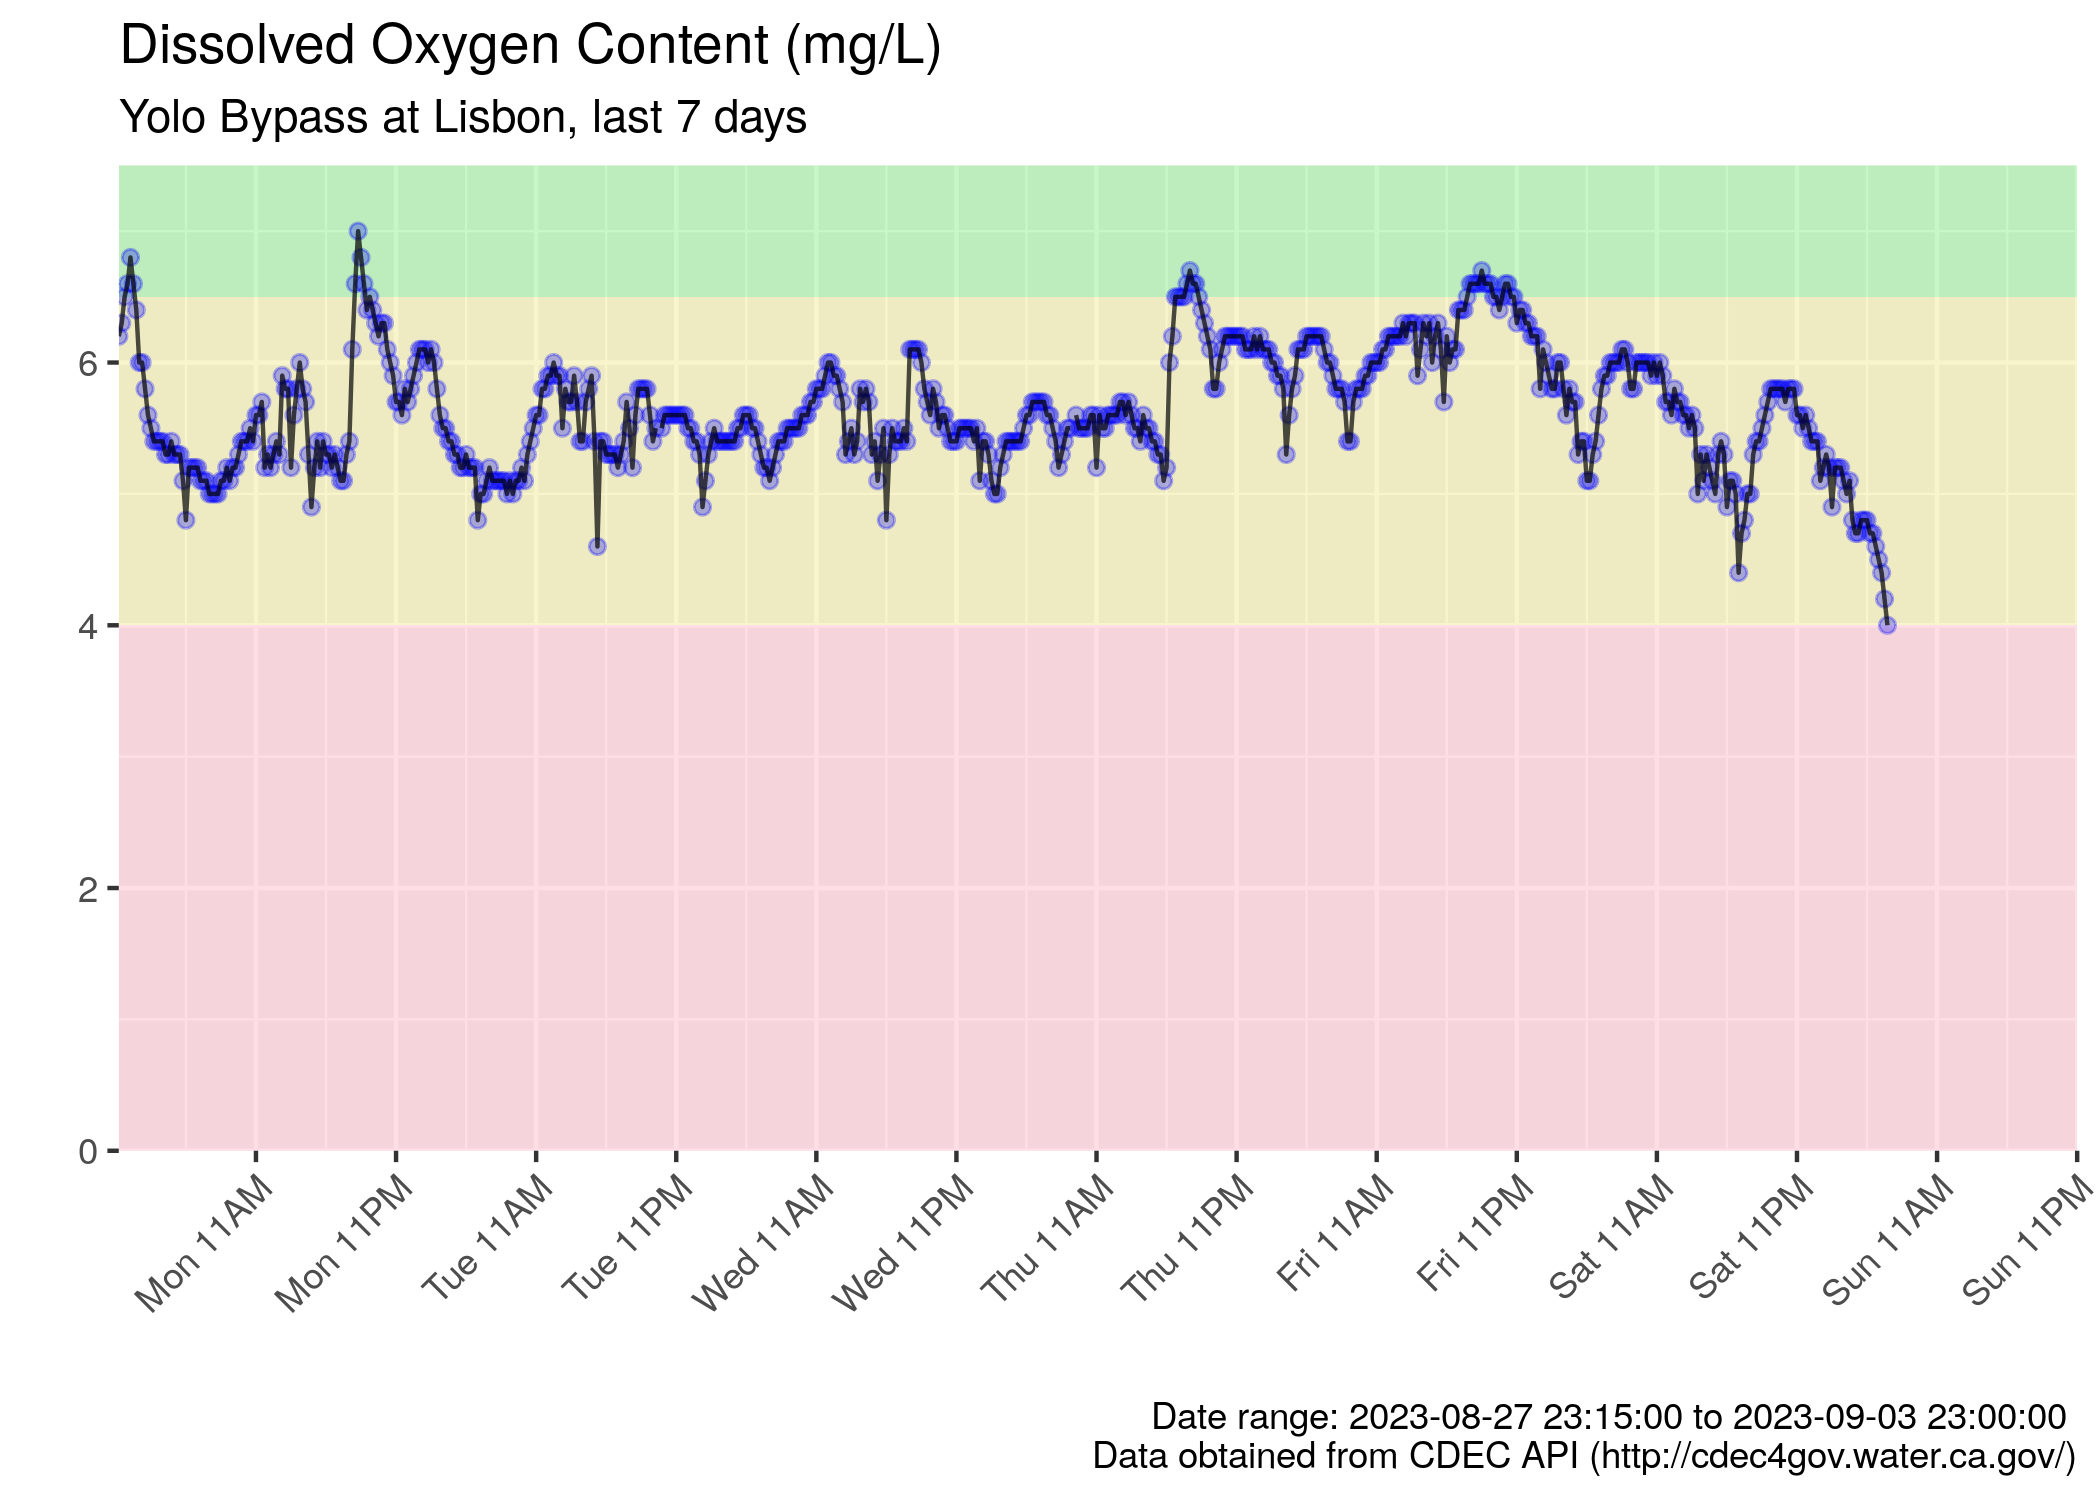 Dissolved Oxygen Content (mg/L)
Yolo Bypass at Lisbon, last 7 days
6
4
2
0
Mon 11AM
Mon 11PM
Tue 11AM
Tue 11PM
Wed 11AM
Wed 11PM
Thu 11AM
Thu 11PM
Fri 11AM
Fri 11PM
Sat 11AM
Sat 11PM
Sun 11AM
Sun 11PM
Date range: 2023-08-27 23:15:00 to 2023-09-03 23:00:00
Data obtained from CDEC API (http://cdec4gov.water.ca.gov/)